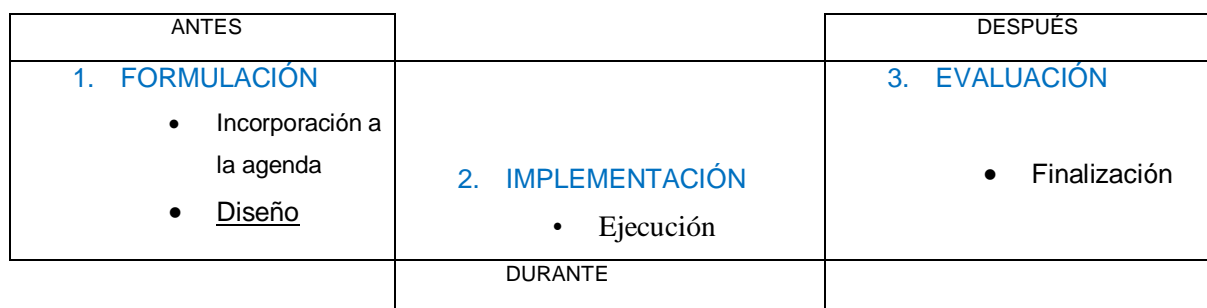 ANTES
DESPUÉS
1. FORMULACIÓN
• Incorporación a
la agenda
• Diseño
2. IMPLEMENTACIÓN
• Ejecución
3. EVALUACIÓN
• Finalización
DURANTE